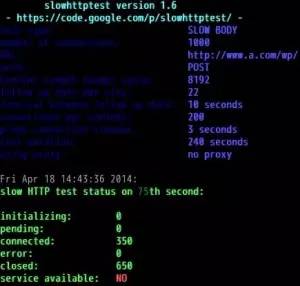 slowhttptest version 1.6
- https://code.google.com/p/slowhttptest/ -
test type: SLOW BODY
number of connections: 1000
URL: http://www.a.com/wp/
verb: POST
Content-Length header value: 8192
follow up data max size: 22
interval between follow up data: 10 seconds
connections per seconds: 200
probe connection timeout: 3 seconds
test duration: 240 seconds
using proxy: no proxy
Fri Apr 18 14:43:36 2014:
slow HTTP test status on 75th second:
initializing: 0
pending: 0
connected: 350
error: 0
closed: 650
service available: NO